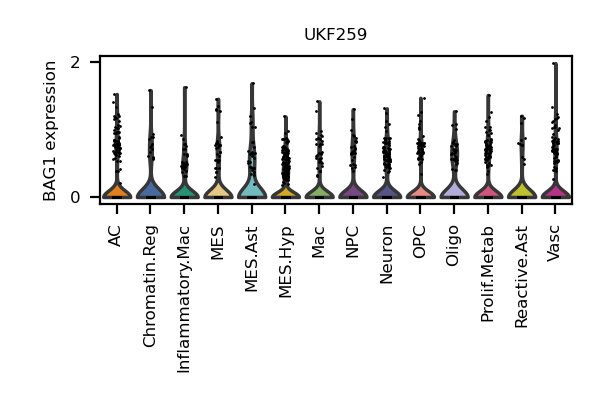 UKF259
BAG1 expression
2
0
AC
Chromatin.Reg
Inflammatory.Mac
MES
MES.Ast
MES.Hyp
Mac
NPC
Neuron
OPC
Oligo
Prolif.Metab
Reactive.Ast
Vasc